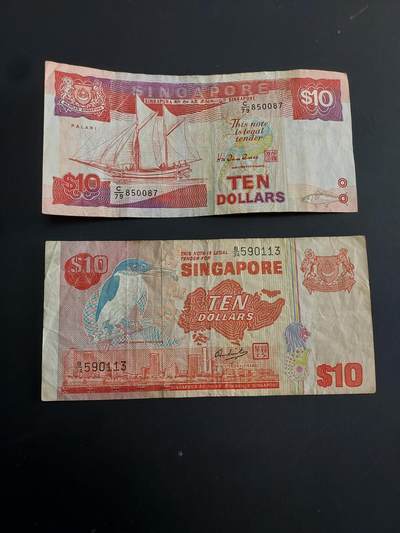 SINGAPORE
$10
C/79 850087
PALARI
This note
is legal
tender
$10
C/79 850087
TEN
DOLLARS
$10
THIS NOTE IS LEGAL
TENDER FOR
SINGAPORE
590113
TEN
DOLLARS
590113
$10